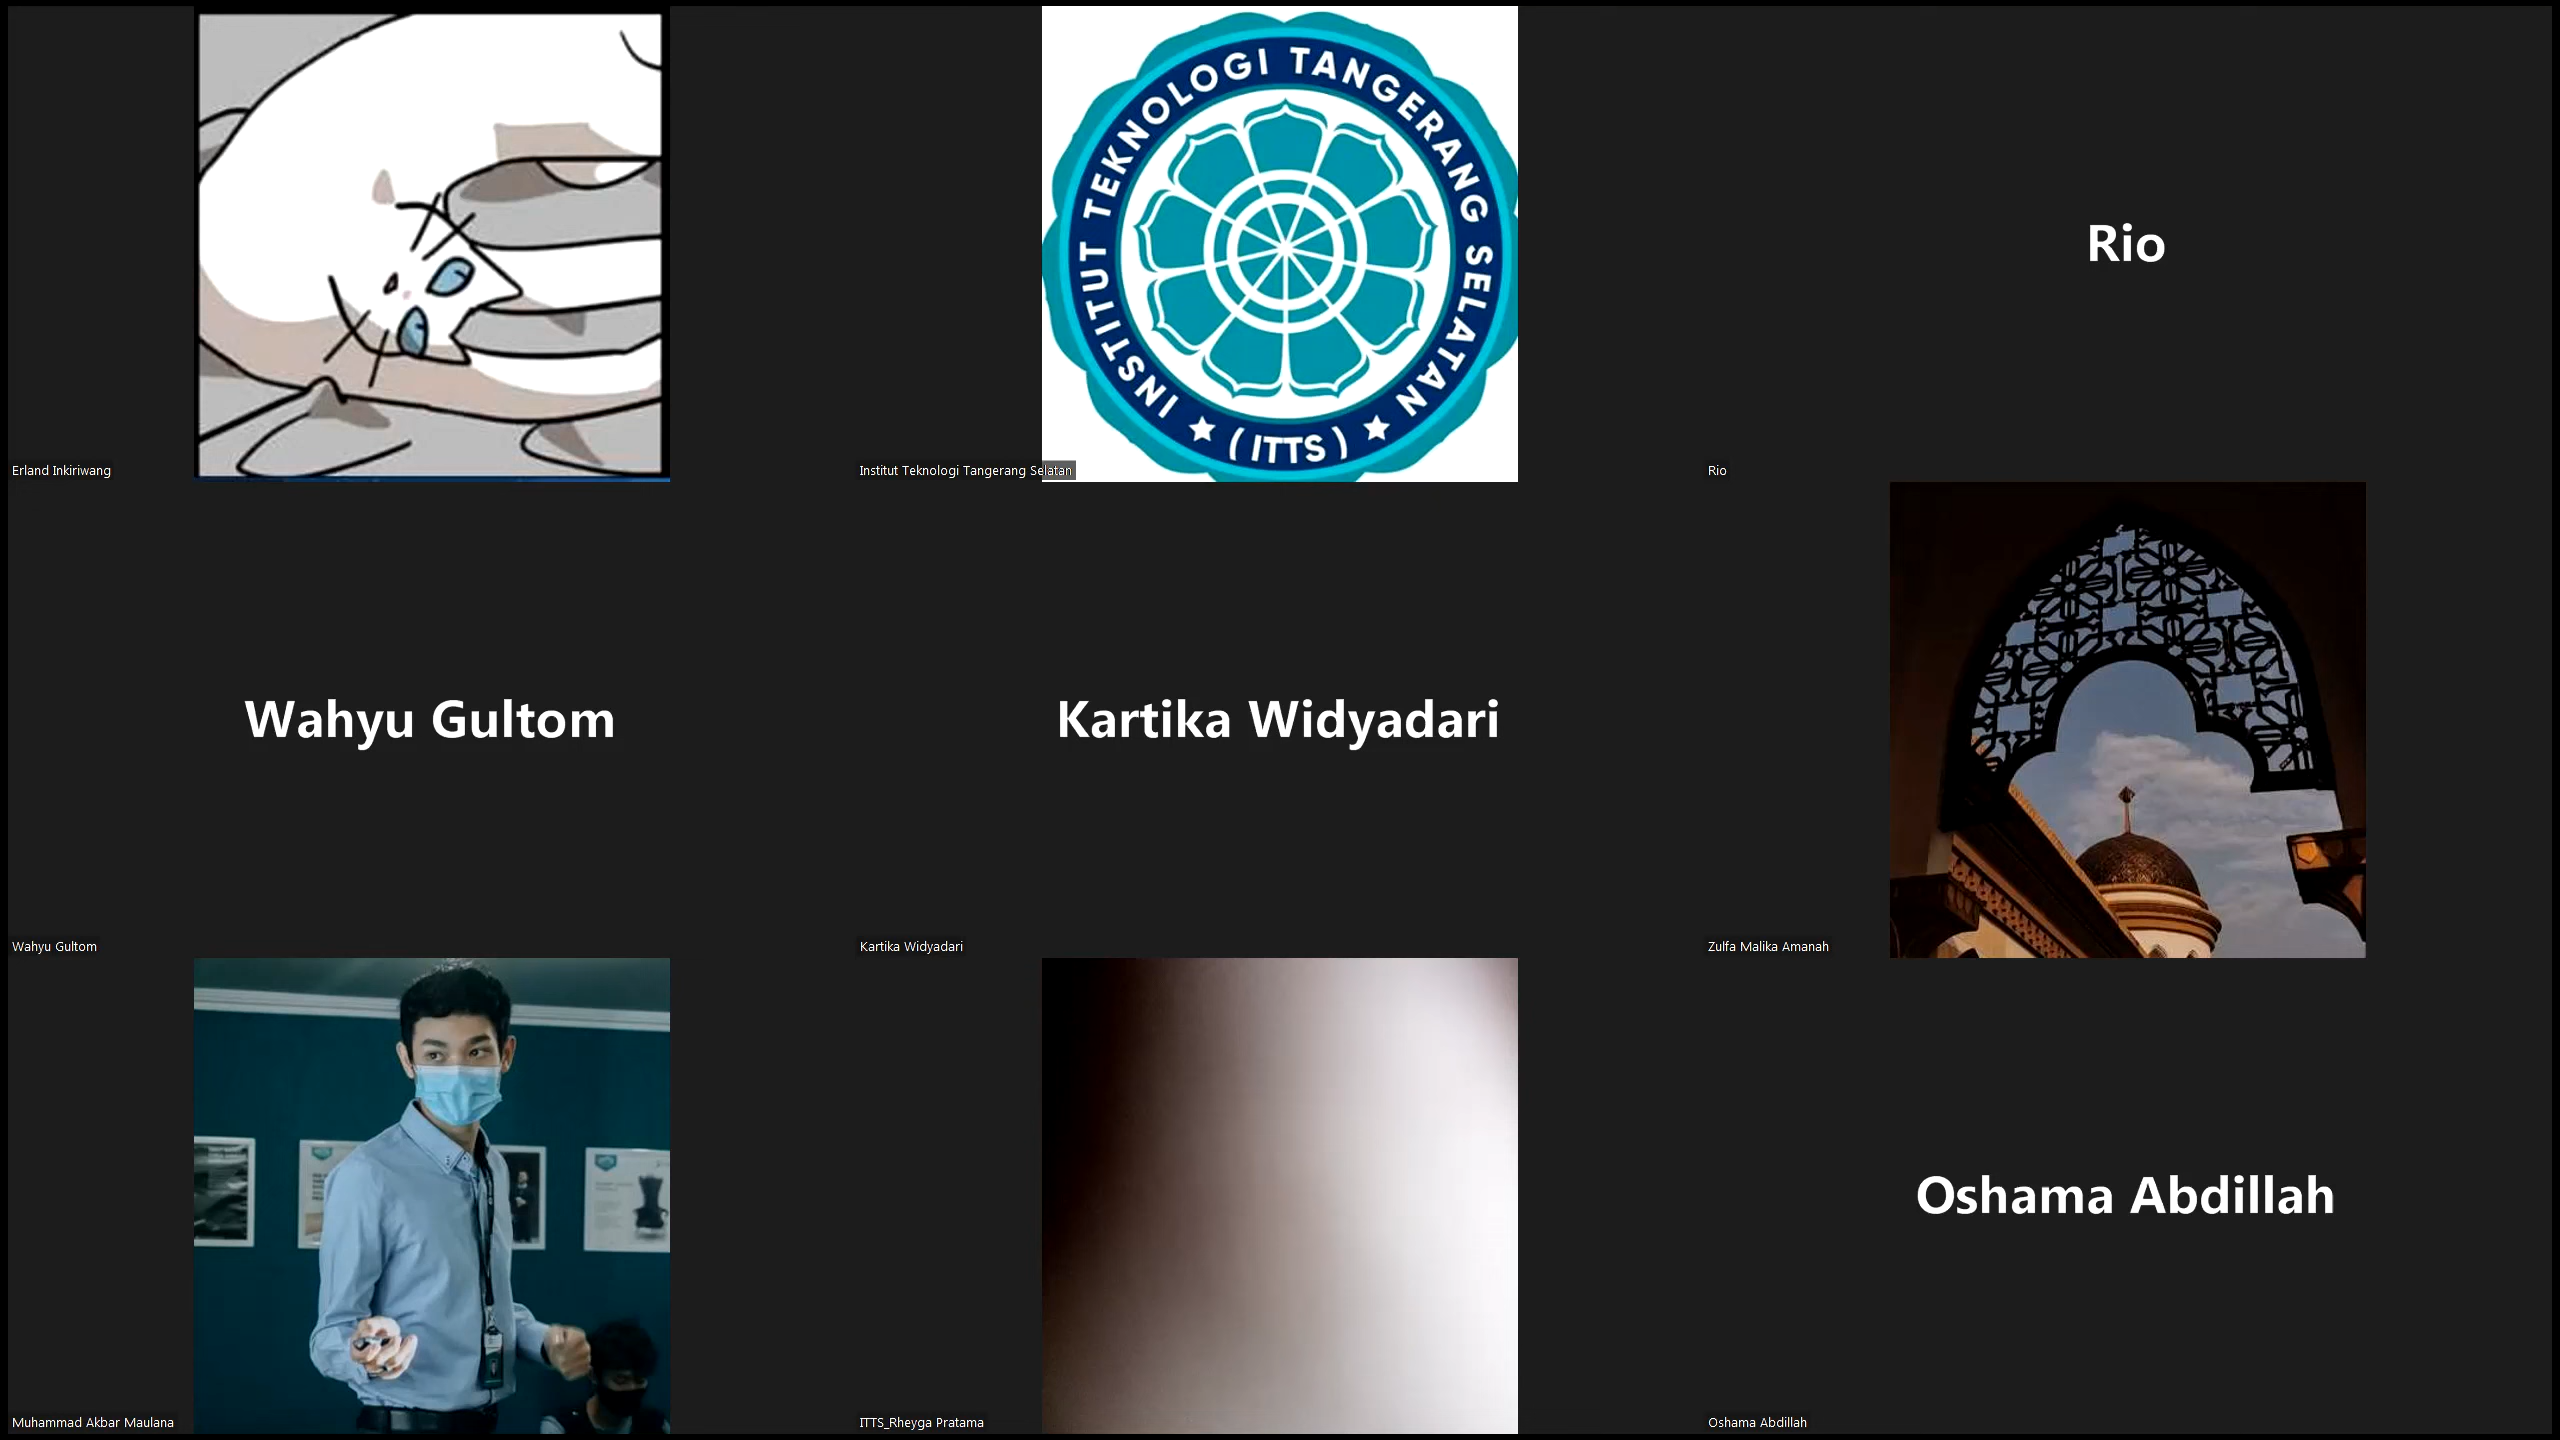 INSTITUT TEKNOLOGI TANGERANG SELATAN
(ITTS)
Rio
Erland Inkiriwang
Institut Teknologi Tangerang Selatan
Rio
Wahyu Gultom
Kartika Widyadari
Wahyu Gultom
Kartika Widyadari
Zulfa Malika Amanah
Oshama Abdillah
Muhammad Akbar Maulana
ITTS_Rheyga Pratama
Oshama Abdillah